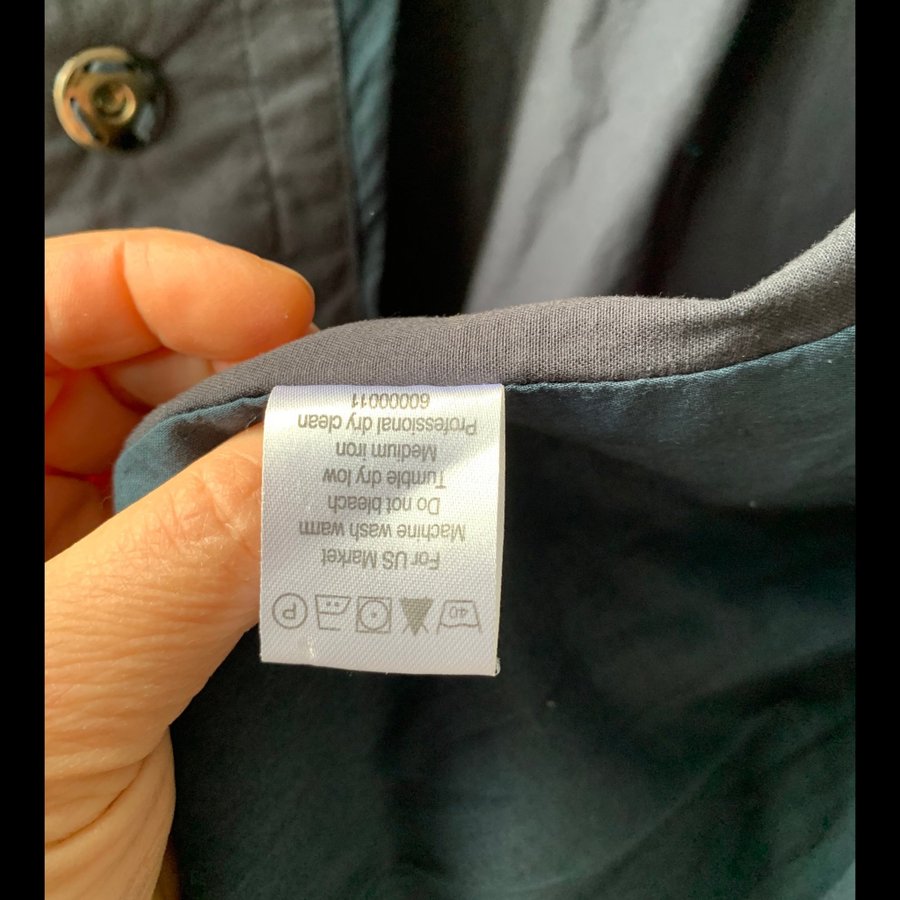 40 P
For US Market
Machine wash warm
Do not bleach
Tumble dry low
Medium iron
Professional dry clean
60000011